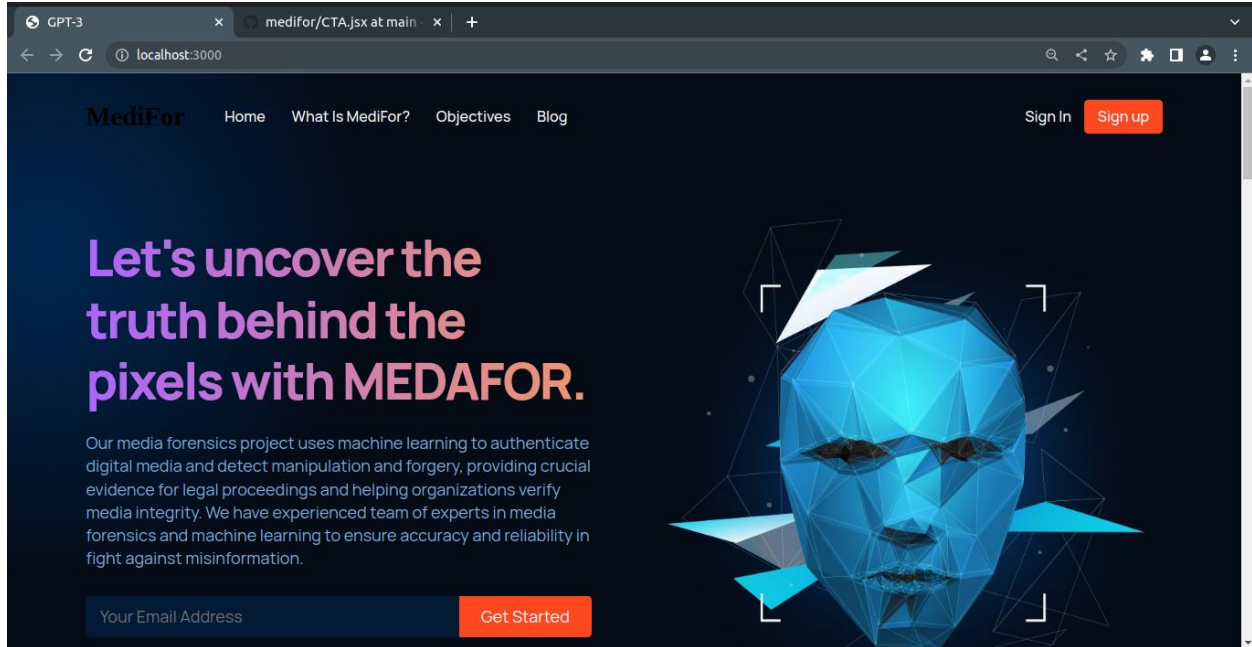 GPT-3
medifor/CTA.jsx at main
localhost:3000
MediFor Home What Is MediFor? Objectives Blog Sign In Sign up
Let's uncover the
truth behind the
pixels with MEDAFOR.
Our media forensics project uses machine learning to authenticate
digital media and detect manipulation and forgery, providing crucial
evidence for legal proceedings and helping organizations verify
media integrity. We have experienced team of experts in media
forensics and machine learning to ensure accuracy and reliability in
fight against misinformation.
Your Email Address Get Started